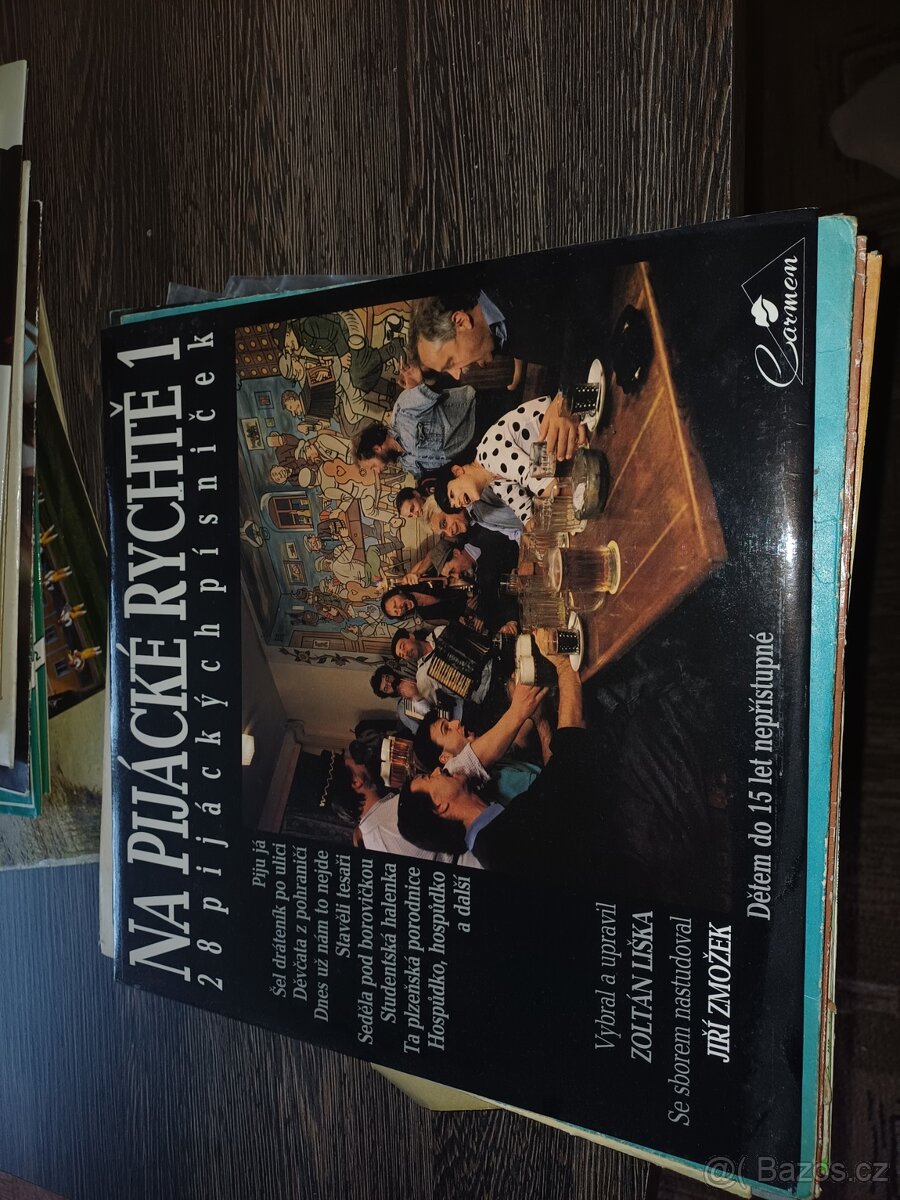 NA PIJÁCKÉ RYCHTĚ 1
28 pijáckých písniček
Piju já
Šel dráteník po ulici
Děvčata z pohraničí
Dnes už nám to nejde
Slavěli tesaři
Seděla pod borovičkou
Studentská halenka
Ta plzeňská porodnice
Hospůdko, hospůdko
a další
Vybral a upravil
ZOLTÁN LIŠKA
Se sborem nastudoval
JIŘÍ ZMOŽEK
Dětem do 15 let nepřístupné
Carmen
@( Bazos.cz